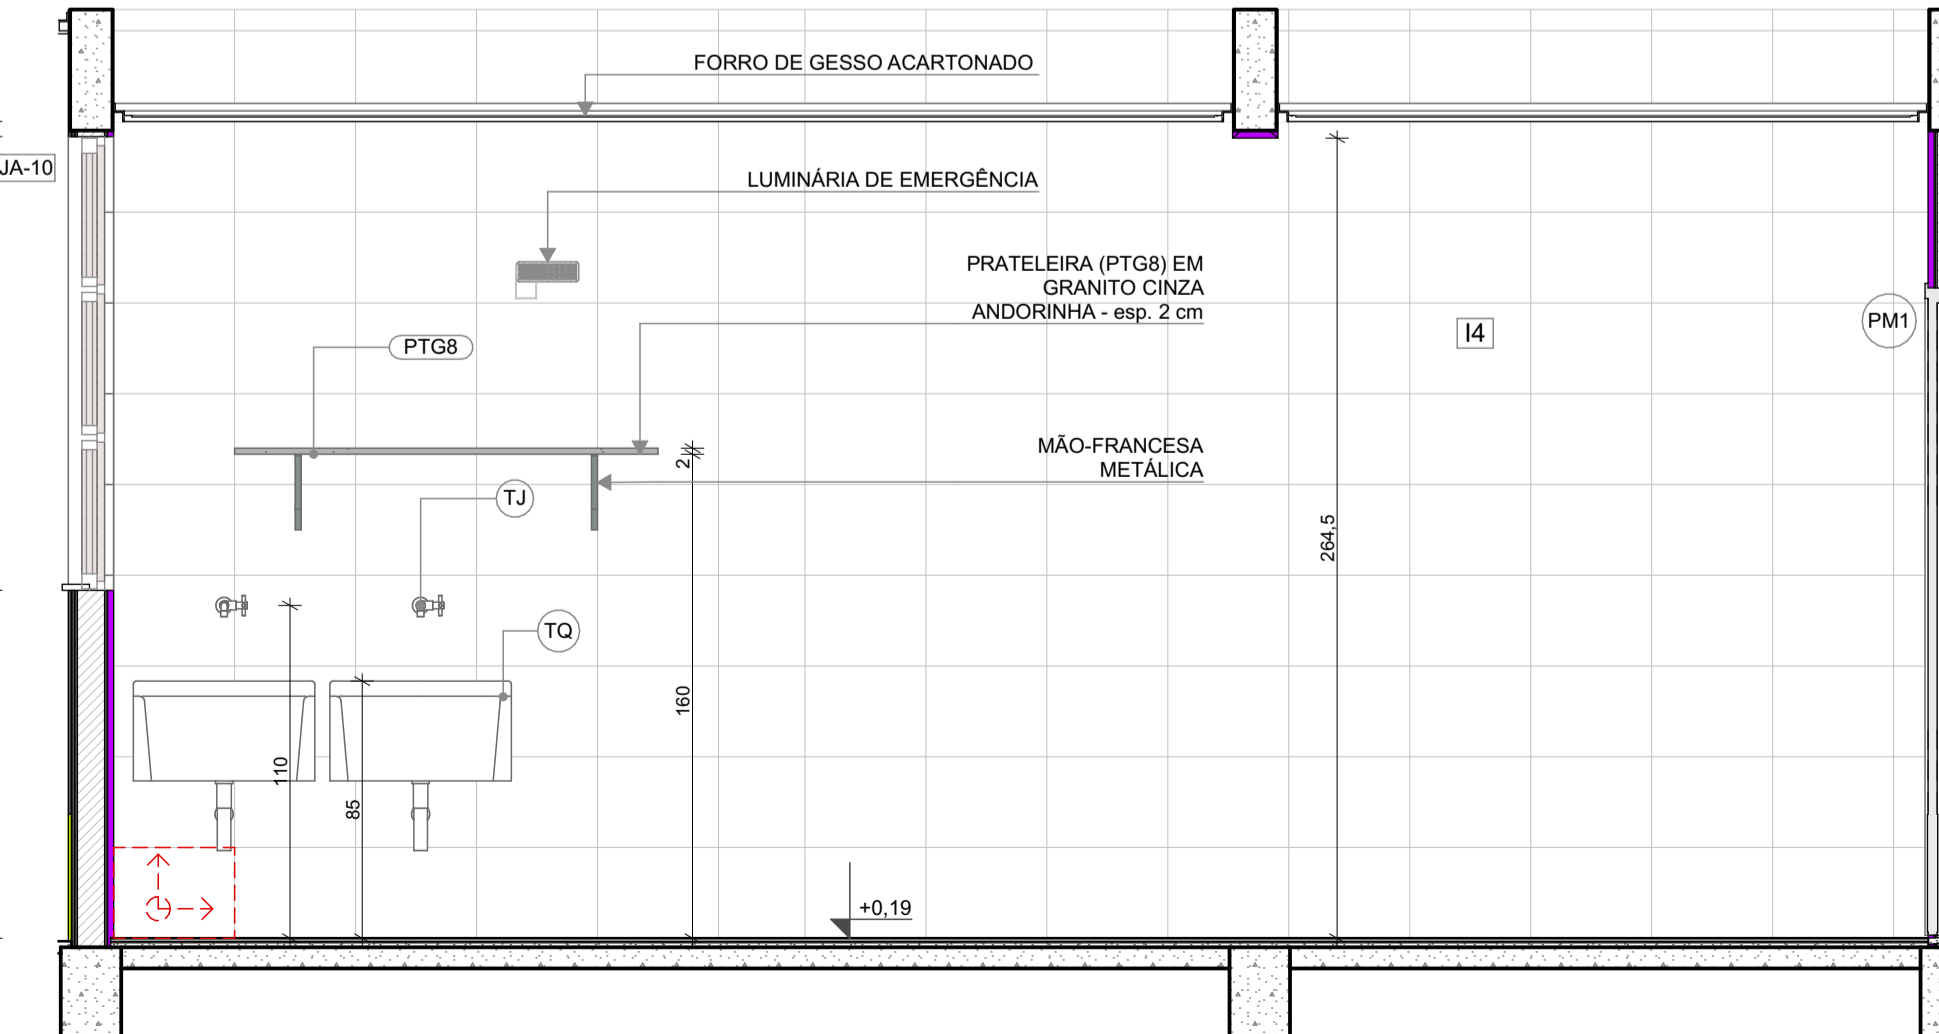 FORRO DE GESSO ACARTONADO
JA-10
LUMINÁRIA DE EMERGÊNCIA
PRATELEIRA (PTG8) EM
GRANITO CINZA
ANDORINHA - esp. 2 cm
I4
PM1
PTG8
MÃO-FRANCESA
METÁLICA
2
TJ
264,5
TQ
160
110
85
+0,19